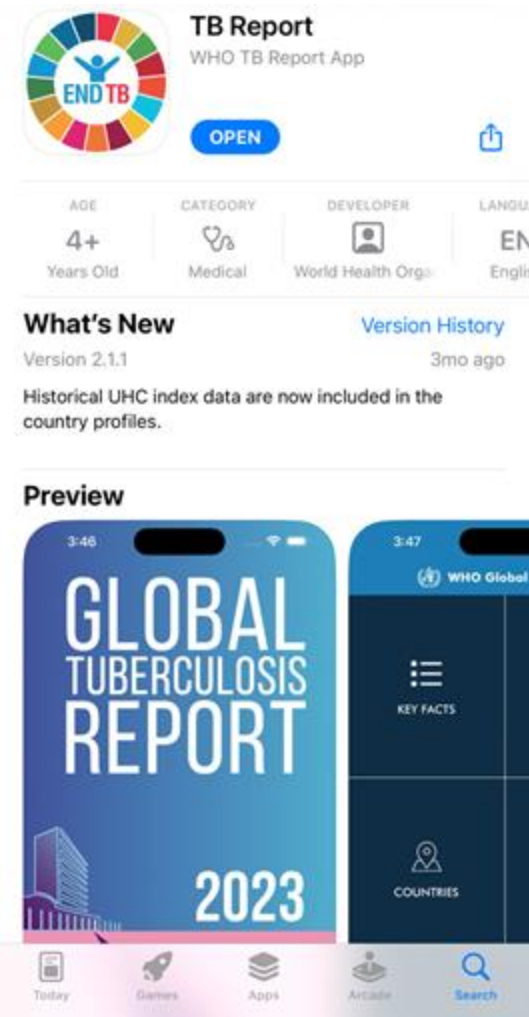 END TB
TB Report
WHO TB Report App
OPEN
AGE
4+
Years Old
CATEGORY
Medical
DEVELOPER
World Health Orga
LANGU
EN
Englis
What's New
Version History
Version 2.1.1
3mo ago
Historical UHC index data are now included in the
country profiles.
Preview
3:46
GLOBAL
TUBERCULOSIS
REPORT
2023
3:47
WHO Global
KEY FACTS
COUNTRIES
Today
Games
Apps
Arcade
Search